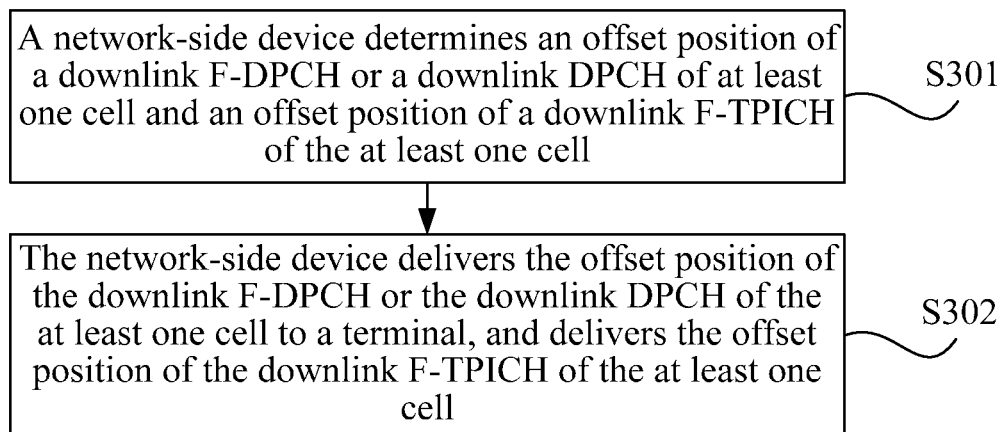 A network-side device determines an offset position of
a downlink F-DPCH or a downlink DPCH of at least
one cell and an offset position of a downlink F-TPICH
of the at least one cell
S301
The network-side device delivers the offset position of
the downlink F-DPCH or the downlink DPCH of the
at least one cell to a terminal, and delivers the offset
position of the downlink F-TPICH of the at least one
cell
S302